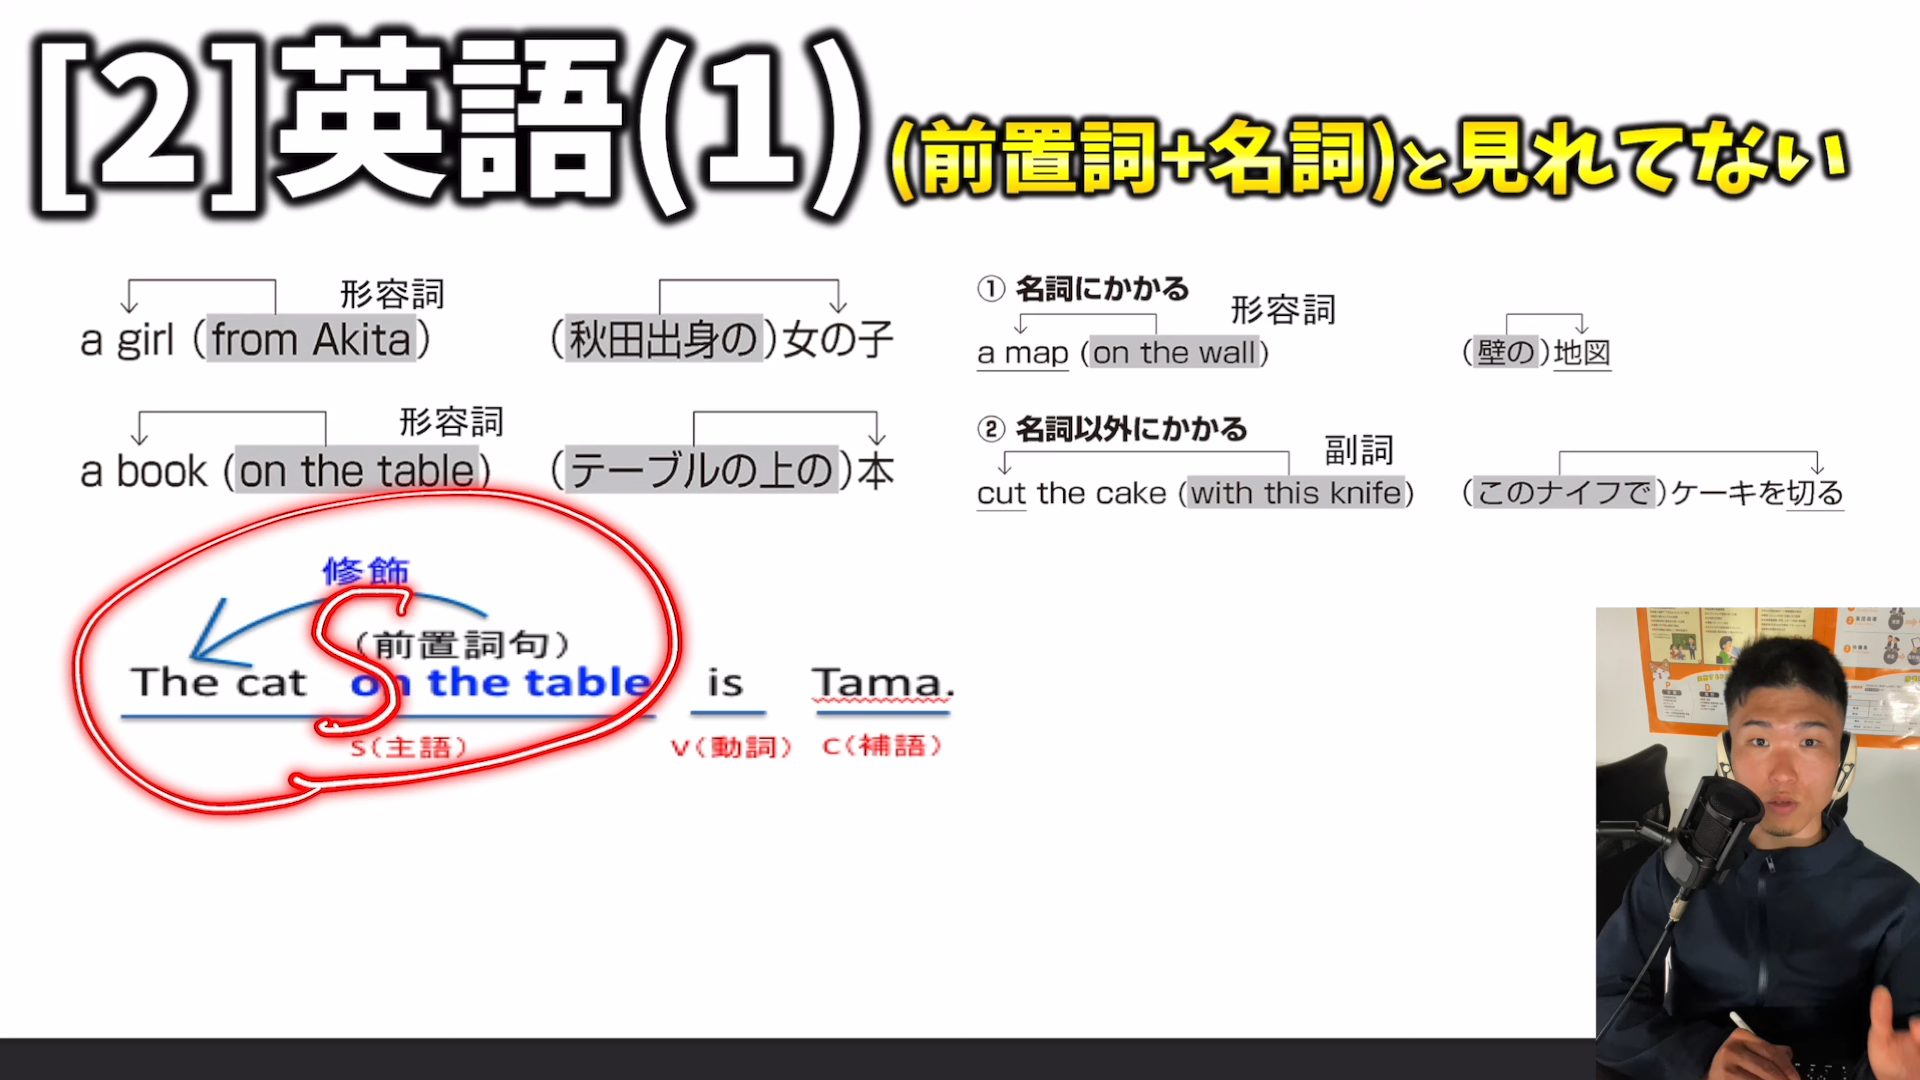 [2]英語(1) (前置詞+名詞)と見れてない
形容詞
a girl (from Akita) (秋田出身の)女の子
形容詞
a book (on the table) (テーブルの上の)本
① 名詞にかかる
形容詞
a map (on the wall) (壁の)地図
② 名詞以外にかかる
副詞
cut the cake (with this knife) (このナイフで)ケーキを切る
修飾
S
(前置詞句)
The cat on the table is Tama.
S(主語) V(動詞) C(補語)